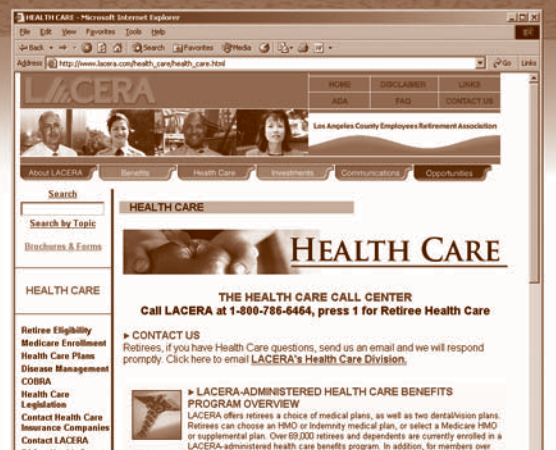 HEALTH CARE - Microsoft Internet Explorer
File Edit View Favorites Tools Help
Back Search Favorites Media
Address http://www.lacera.com/health_care/health_care.html Go Links
LACERA
HOME DISCLAIMER LINKS
ADA FAQ CONTACT US
Los Angeles County Employees Retirement Association
About LACERA Benefits Health Care Investments Communications Opportunities
Search
Search by Topic
Brochures & Forms
HEALTH CARE
Retiree Eligibility
Medicare Enrollment
Health Care Plans
Disease Management
COBRA
Health Care
Legislation
Contact Health Care
Insurance Companies
Contact LACERA
HEALTH CARE
HEALTH CARE
THE HEALTH CARE CALL CENTER
Call LACERA at 1-800-786-6464, press 1 for Retiree Health Care
CONTACT US
Retirees, if you have Health Care questions, send us an email and we will respond
promptly. Click here to email LACERA's Health Care Division.
LACERA-ADMINISTERED HEALTH CARE BENEFITS
PROGRAM OVERVIEW
LACERA offers retirees a choice of medical plans, as well as two dental/vision plans.
Retirees can choose an HMO or Indemnity medical plan, or select a Medicare HMO
or supplemental plan. Over 69,000 retirees and dependents are currently enrolled in a
LACERA-administered health care benefits program. In addition, for members over